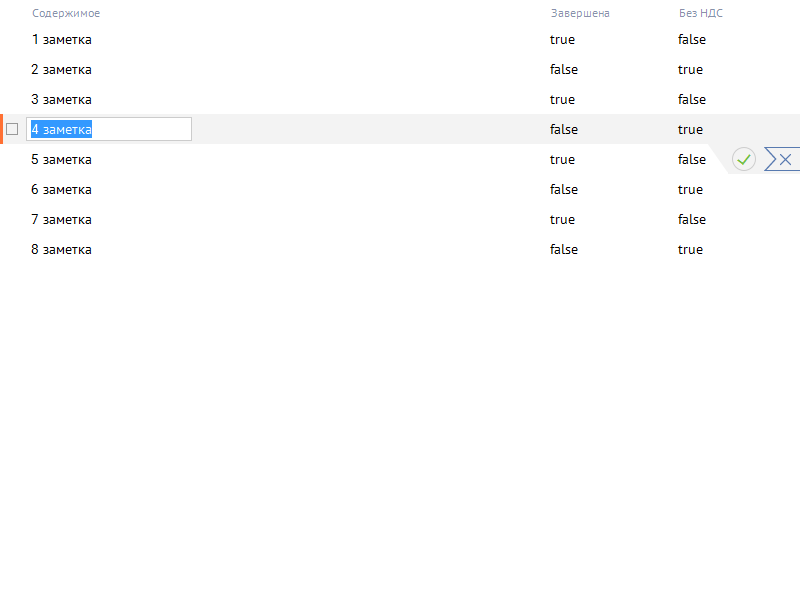 Содержимое Завершена Без НДС
1 заметка true false
2 заметка false true
3 заметка true false
4 заметка false true
5 заметка true false
6 заметка false true
7 заметка true false
8 заметка false true